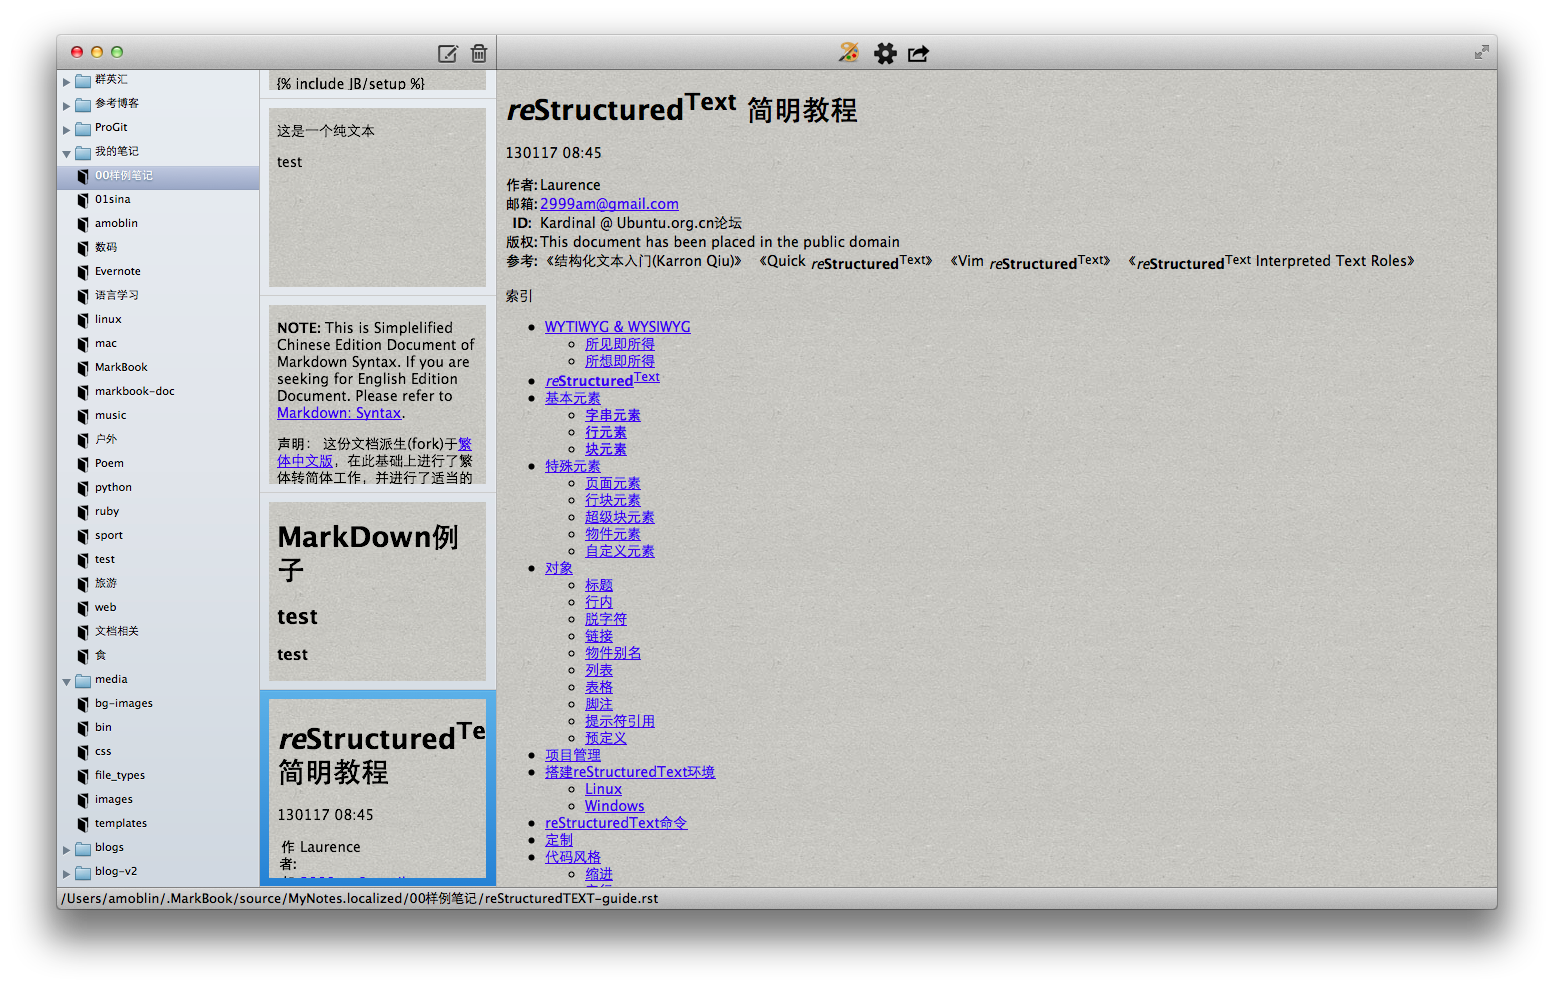 群英汇
参考博客
ProGit
我的笔记
00样例笔记
01sina
amoblin
数码
Evernote
语言学习
linux
mac
MarkBook
markbook-doc
music
户外
Poem
python
ruby
sport
test
旅游
web
文档相关
食
media
bg-images
bin
css
file_types
images
templates
blogs
blog-v2
{% include JB/setup %}
这是一个纯文本
test
NOTE: This is Simplelified
Chinese Edition Document of
Markdown Syntax. If you are
seeking for English Edition
Document. Please refer to
Markdown: Syntax.
声明： 这份文档派生(fork)于繁
体中文版，在此基础上进行了繁
体转简体工作，并进行了适当的
MarkDown例
子
test
test
reStructuredTe
简明教程
130117 08:45
作 Laurence
者:
reStructuredText 简明教程
130117 08:45
作者: Laurence
邮箱: 2999am@gmail.com
ID: Kardinal @ Ubuntu.org.cn论坛
版权: This document has been placed in the public domain
参考: 《结构化文本入门(Karron Qiu)》 《Quick reStructuredText》 《Vim reStructuredText》 《reStructuredText Interpreted Text Roles》
索引
WYTIWYG & WYSIWYG
所见即所得
所想即所得
reStructuredText
基本元素
字串元素
行元素
块元素
特殊元素
页面元素
行块元素
超级块元素
物件元素
自定义元素
对象
标题
行内
脱字符
链接
物件别名
列表
表格
脚注
提示符引用
预定义
项目管理
搭建reStructuredText环境
Linux
Windows
reStructuredText命令
定制
代码风格
缩进
/Users/amoblin/.MarkBook/source/MyNotes.localized/00样例笔记/reStructuredTEXT-guide.rst